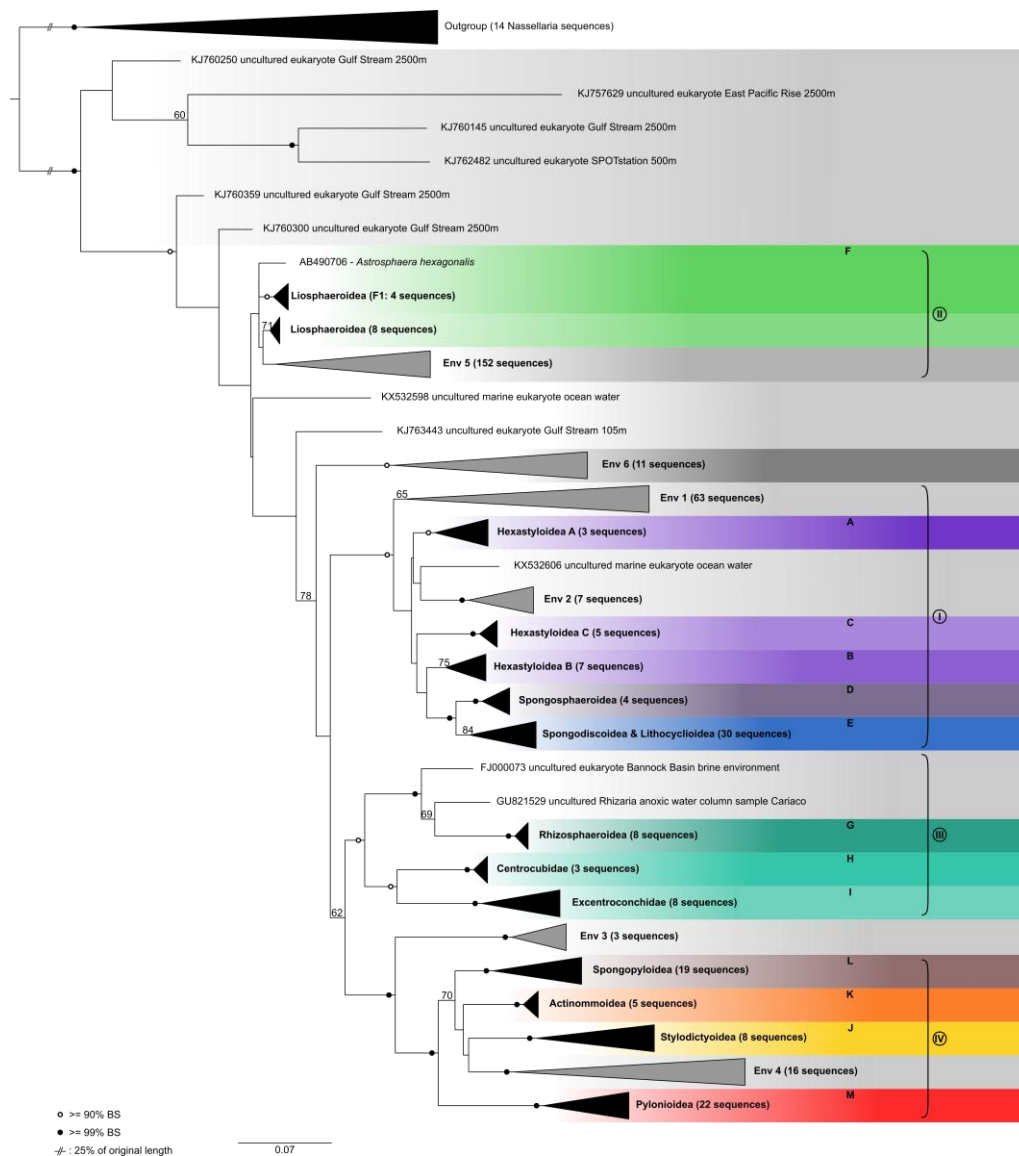 Outgroup (14 Nassellaria sequences)
KJ760250 uncultured eukaryote Gulf Stream 2500m
KJ757629 uncultured eukaryote East Pacific Rise 2500m
60
KJ760145 uncultured eukaryote Gulf Stream 2500m
KJ762482 uncultured eukaryote SPOTstation 500m
KJ760359 uncultured eukaryote Gulf Stream 2500m
KJ760300 uncultured eukaryote Gulf Stream 2500m
F
AB490706 - Astrosphaera hexagonalis
Liosphaeroidea (F1: 4 sequences)
II
71
Liosphaeroidea (8 sequences)
Env 5 (152 sequences)
KX532598 uncultured marine eukaryote ocean water
KJ763443 uncultured eukaryote Gulf Stream 105m
Env 6 (11 sequences)
65
Env 1 (63 sequences)
A
Hexastyloidea A (3 sequences)
KX532606 uncultured marine eukaryote ocean water
78
Env 2 (7 sequences)
I
C
Hexastyloidea C (5 sequences)
B
75
Hexastyloidea B (7 sequences)
D
Spongosphaeroidea (4 sequences)
E
84
Spongodiscoidea & Lithocyclioidea (30 sequences)
FJ000073 uncultured eukaryote Bannock Basin brine environment
GU821529 uncultured Rhizaria anoxic water column sample Cariaco
69
G
Rhizosphaeroidea (8 sequences)
III
H
Centrocubidae (3 sequences)
I
Excentroconchidae (8 sequences)
62
Env 3 (3 sequences)
L
Spongopyloidea (19 sequences)
70
K
Actinommoidea (5 sequences)
J
Stylodictyoidea (8 sequences)
IV
Env 4 (16 sequences)
M
Pylonioidea (22 sequences)
>= 90% BS
>= 99% BS
-//- : 25% of original length
0.07